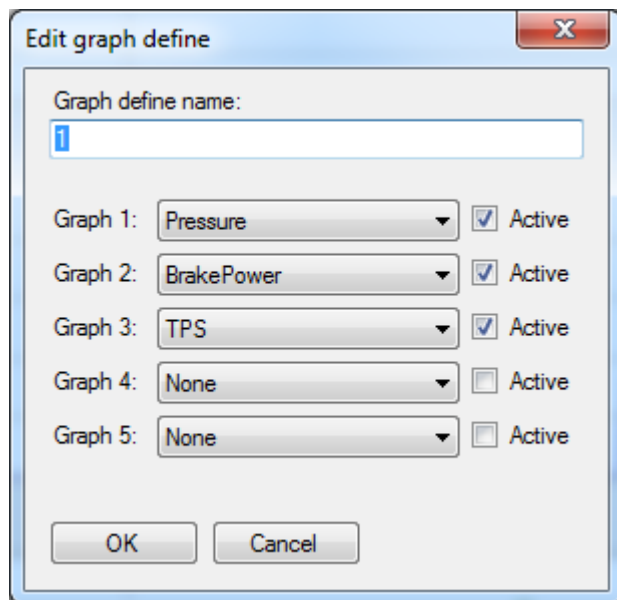 Edit graph define
Graph define name:
1
Graph 1: Pressure Active
Graph 2: BrakePower Active
Graph 3: TPS Active
Graph 4: None Active
Graph 5: None Active
OK Cancel